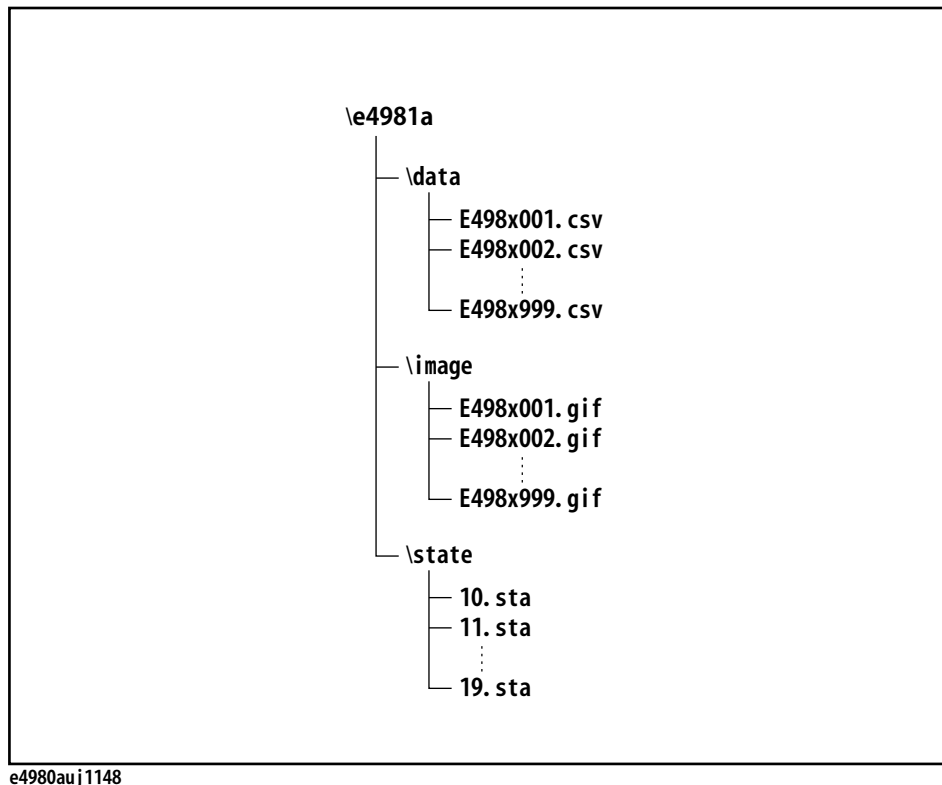 \e4981a
\data
E498x001.csv
E498x002.csv
E498x999.csv
\image
E498x001.gif
E498x002.gif
E498x999.gif
\state
10.sta
11.sta
19.sta
e4980auj1148